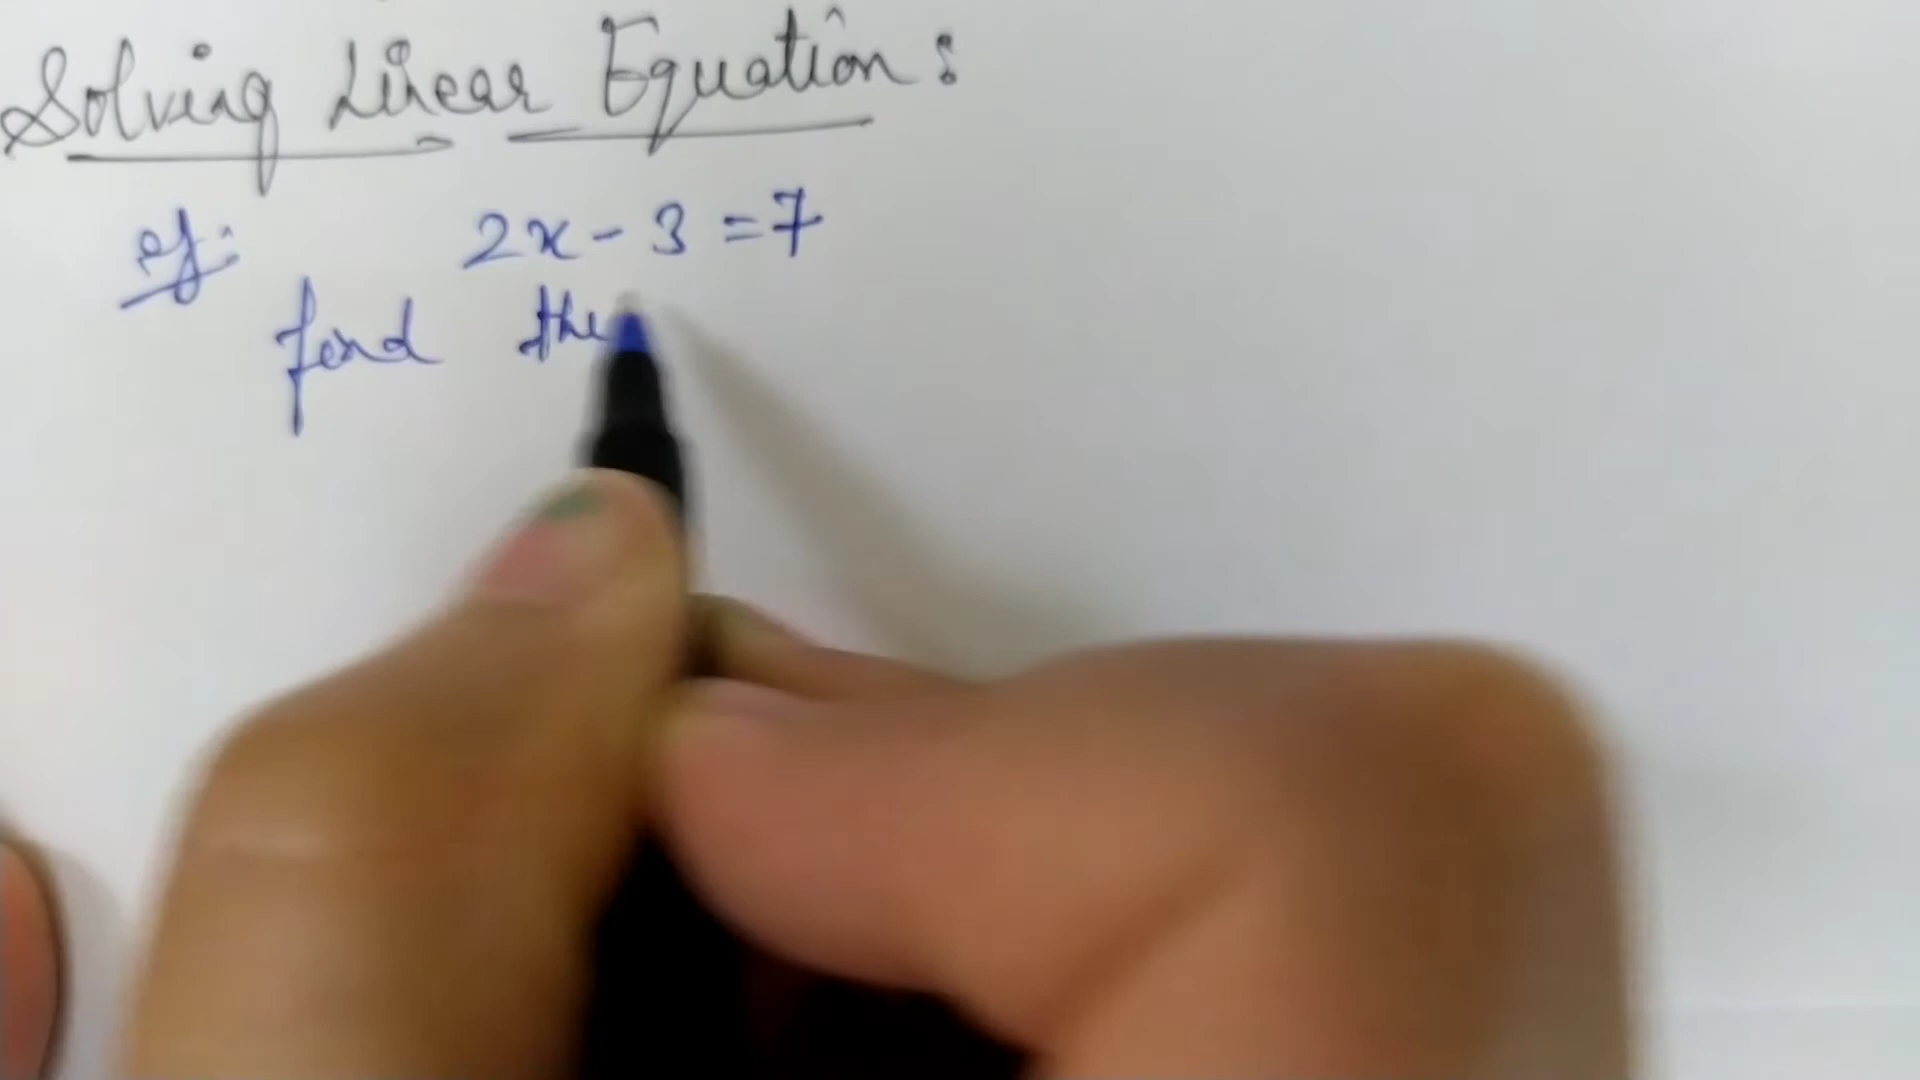 Solving Linear Equation:
eg: 2x - 3 = 7
find the